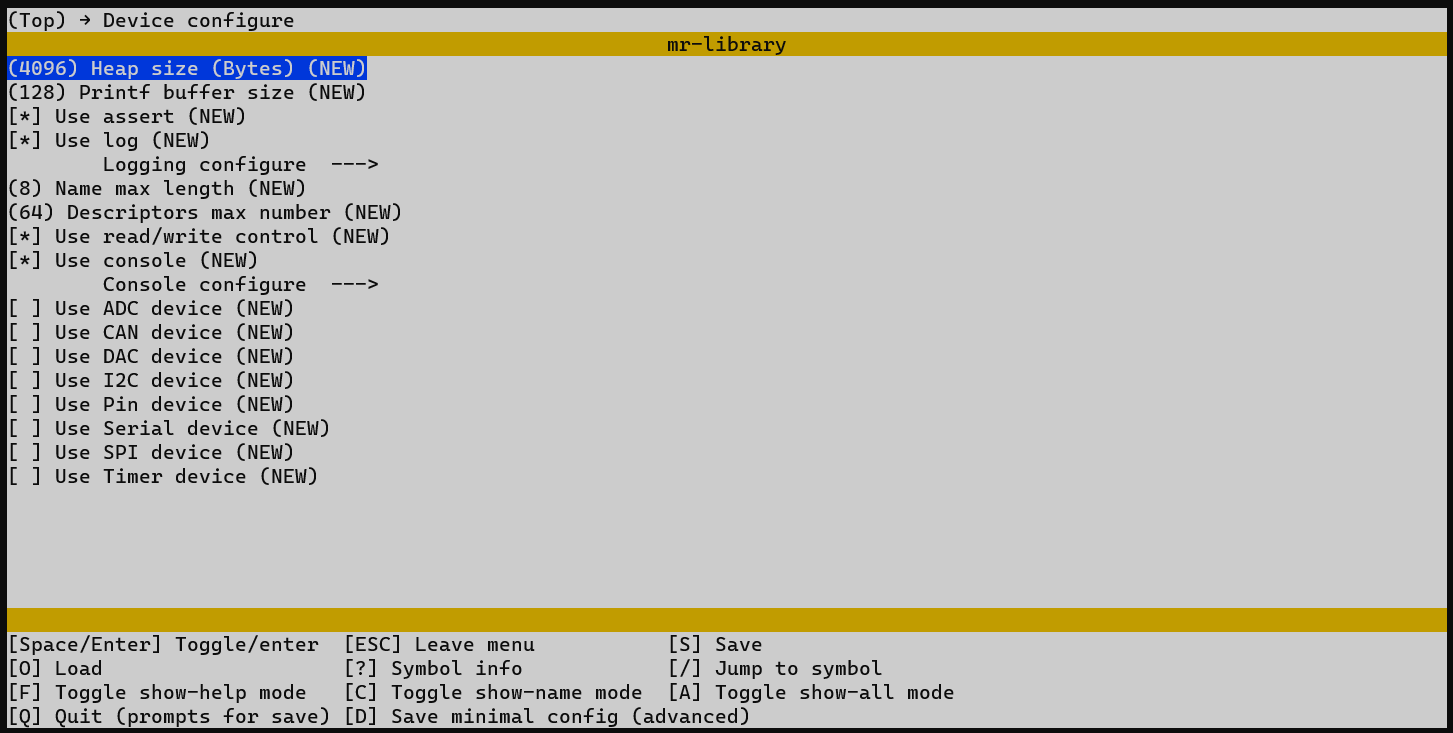 (Top) → Device configure
mr-library
(4096) Heap size (Bytes) (NEW)
(128) Printf buffer size (NEW)
[*] Use assert (NEW)
[*] Use log (NEW)
        Logging configure  --->
(8) Name max length (NEW)
(64) Descriptors max number (NEW)
[*] Use read/write control (NEW)
[*] Use console (NEW)
        Console configure  --->
[ ] Use ADC device (NEW)
[ ] Use CAN device (NEW)
[ ] Use DAC device (NEW)
[ ] Use I2C device (NEW)
[ ] Use Pin device (NEW)
[ ] Use Serial device (NEW)
[ ] Use SPI device (NEW)
[ ] Use Timer device (NEW)
[Space/Enter] Toggle/enter  [ESC] Leave menu           [S] Save
[O] Load                    [?] Symbol info            [/] Jump to symbol
[F] Toggle show-help mode   [C] Toggle show-name mode  [A] Toggle show-all mode
[Q] Quit (prompts for save) [D] Save minimal config (advanced)